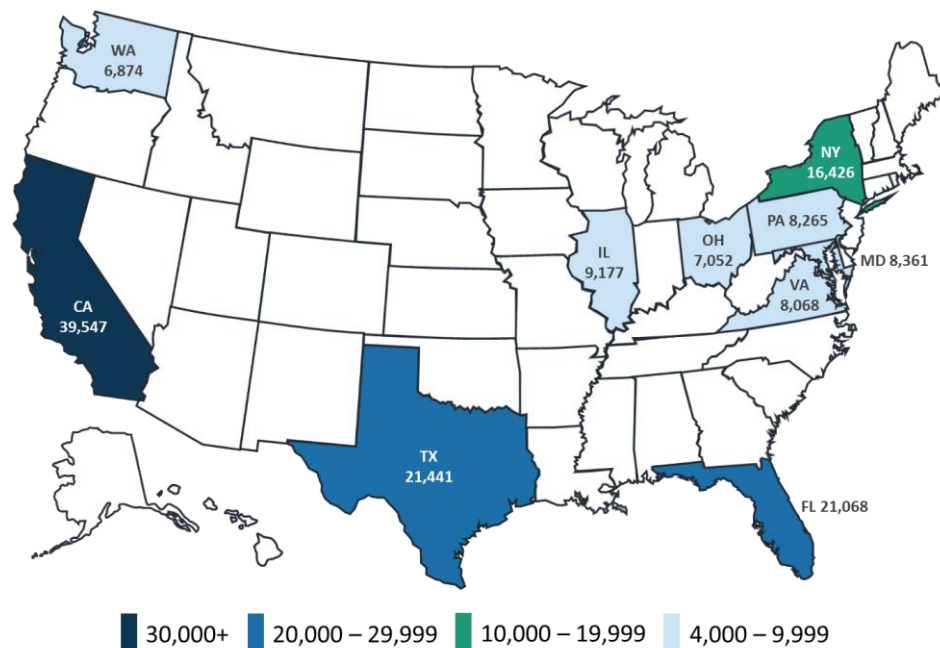 WA
6,874
NY
16,426
PA 8,265
OH
7,052
IL
9,177
MD 8,361
VA
8,068
CA
39,547
TX
21,441
FL 21,068
30,000+
20,000 – 29,999
10,000 – 19,999
4,000 – 9,999